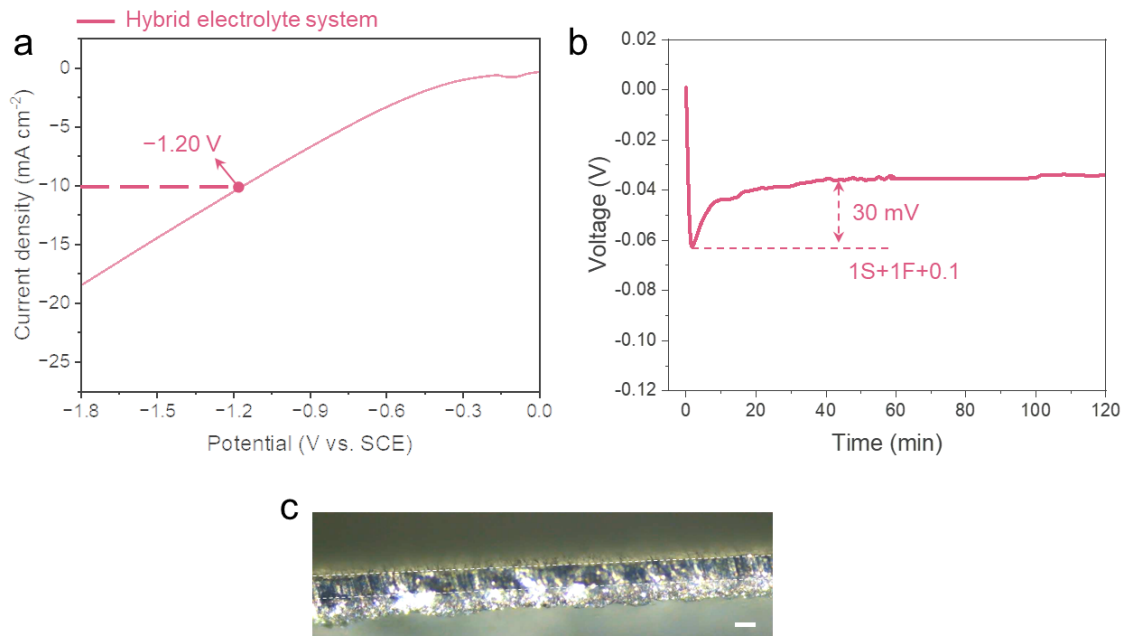 Hybrid electrolyte system
a
0
−5
−10
−15
−20
−25
Current density (mA cm⁻²)
−1.20 V
−1.8
−1.5
−1.2
−0.9
−0.6
−0.3
0.0
Potential (V vs. SCE)
b
0.02
0.00
-0.02
-0.04
-0.06
-0.08
-0.10
-0.12
Voltage (V)
30 mV
1S+1F+0.1
0
20
40
60
80
100
120
Time (min)
c